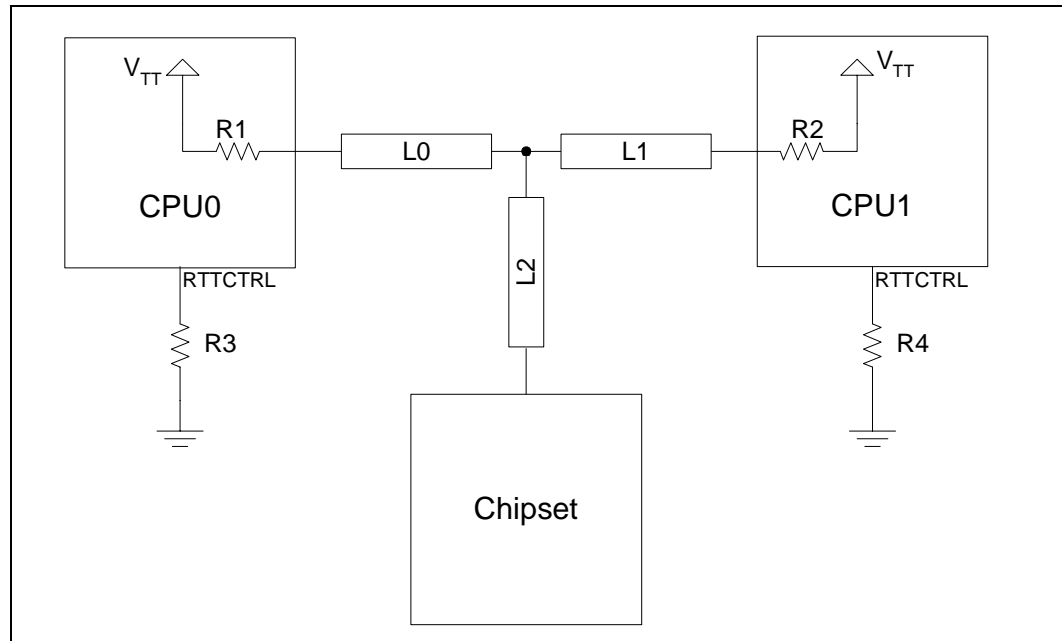 V_TT
R1
CPU0
RTTCTRL
R3
L0
L1
L2
V_TT
R2
CPU1
RTTCTRL
R4
Chipset